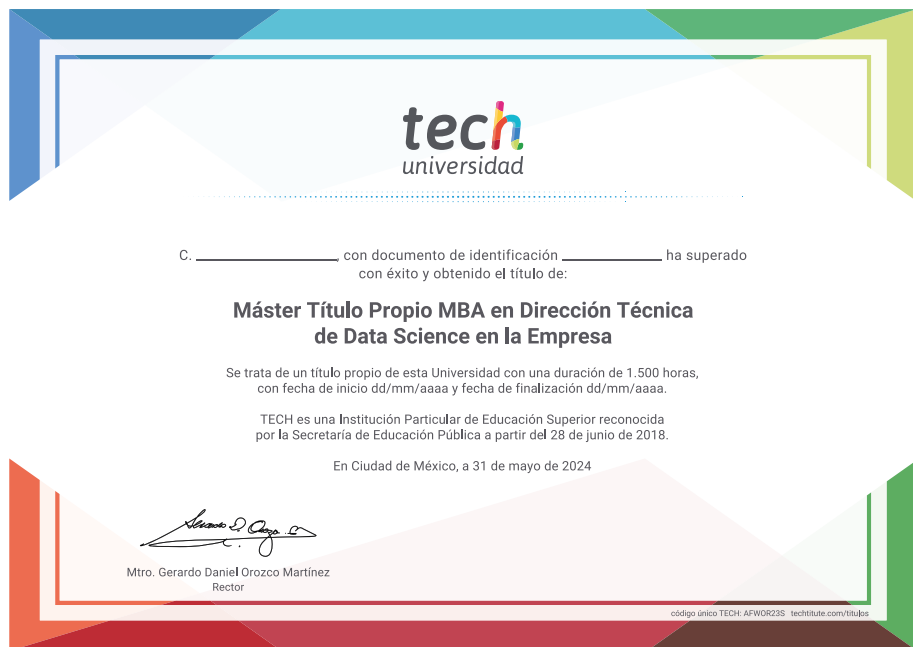 tech
universidad
C. ____________, con documento de identificación ____________ ha superado
con éxito y obtenido el título de:
Máster Título Propio MBA en Dirección Técnica
de Data Science en la Empresa
Se trata de un título propio de esta Universidad con una duración de 1.500 horas,
con fecha de inicio dd/mm/aaaa y fecha de finalización dd/mm/aaaa.
TECH es una Institución Particular de Educación Superior reconocida
por la Secretaría de Educación Pública a partir del 28 de junio de 2018.
En Ciudad de México, a 31 de mayo de 2024
Mtro. Gerardo Daniel Orozco Martínez
Rector
código único TECH: AFWOR23S techtitute.com/titulos